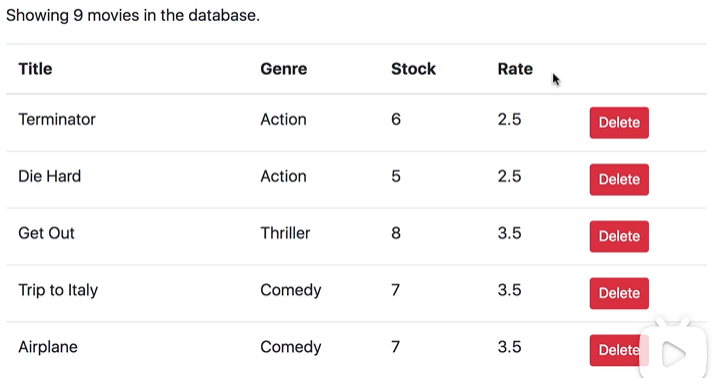 Showing 9 movies in the database.
Title Genre Stock Rate
Terminator Action 6 2.5 Delete
Die Hard Action 5 2.5 Delete
Get Out Thriller 8 3.5 Delete
Trip to Italy Comedy 7 3.5 Delete
Airplane Comedy 7 3.5 Delete